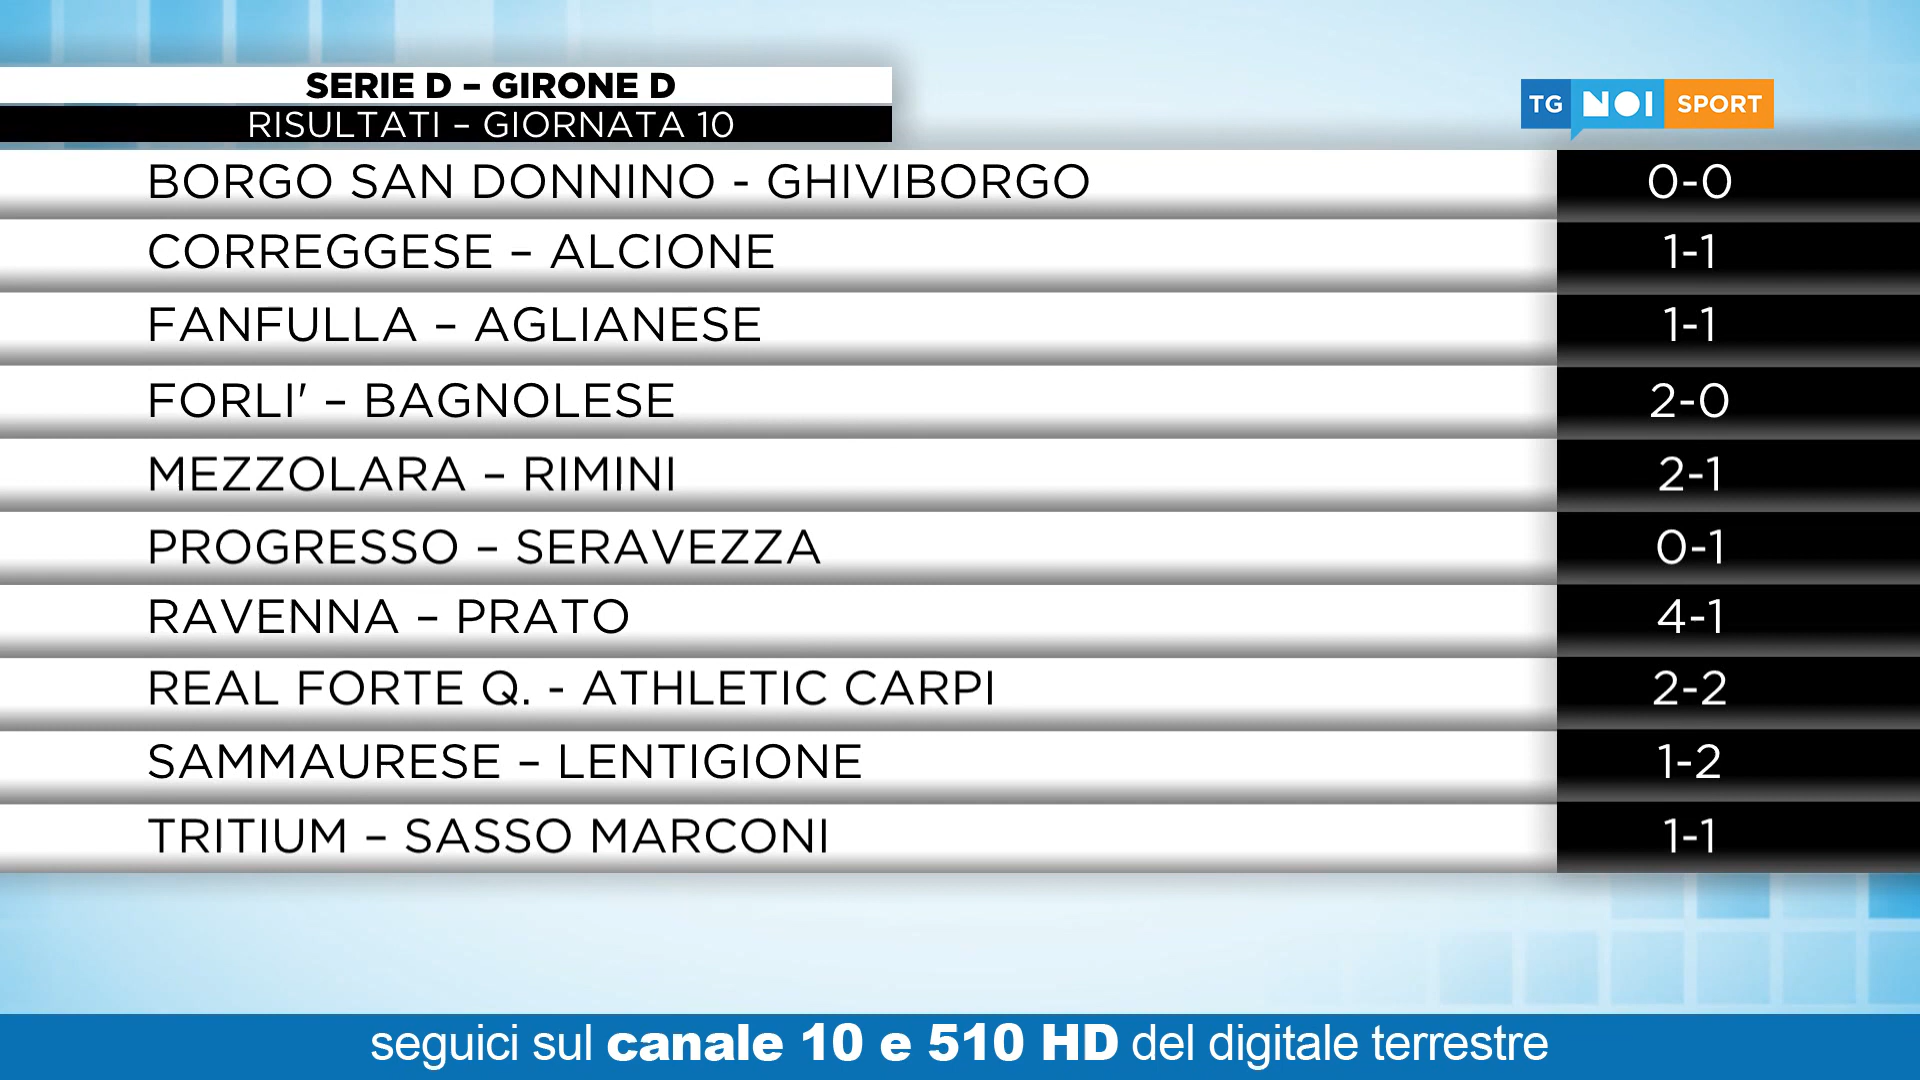 SERIE D – GIRONE D
RISULTATI – GIORNATA 10
TG NOI SPORT
BORGO SAN DONNINO - GHIVIBORGO 0-0
CORREGGESE – ALCIONE 1-1
FANFULLA – AGLIANESE 1-1
FORLI' – BAGNOLESE 2-0
MEZZOLARA – RIMINI 2-1
PROGRESSO – SERAVEZZA 0-1
RAVENNA – PRATO 4-1
REAL FORTE Q. - ATHLETIC CARPI 2-2
SAMMAURESE – LENTIGIONE 1-2
TRITIUM – SASSO MARCONI 1-1
seguici sul canale 10 e 510 HD del digitale terrestre